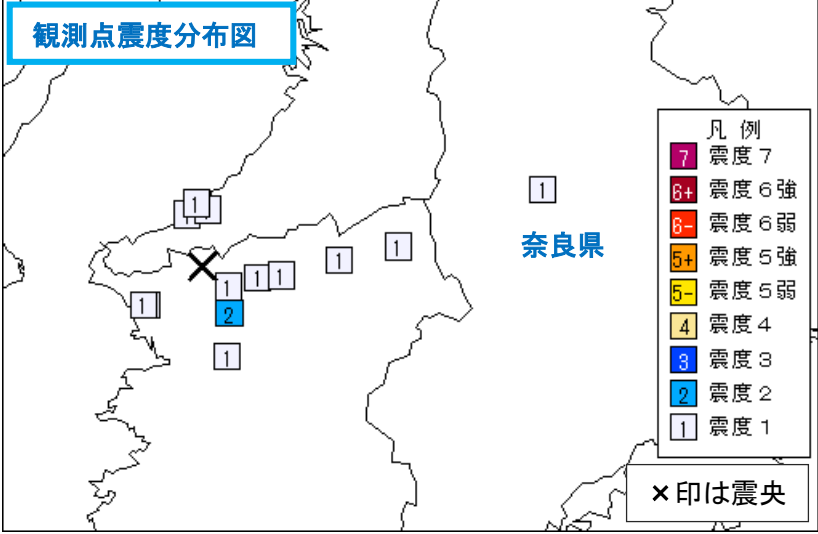 観測点震度分布図
凡 例
7 震度７
6+ 震度６強
6- 震度６弱
5+ 震度５強
5- 震度５弱
4 震度４
3 震度３
2 震度２
1 震度１
1
1
奈良県
1
1
1
1
1
1
2
1
×印は震央